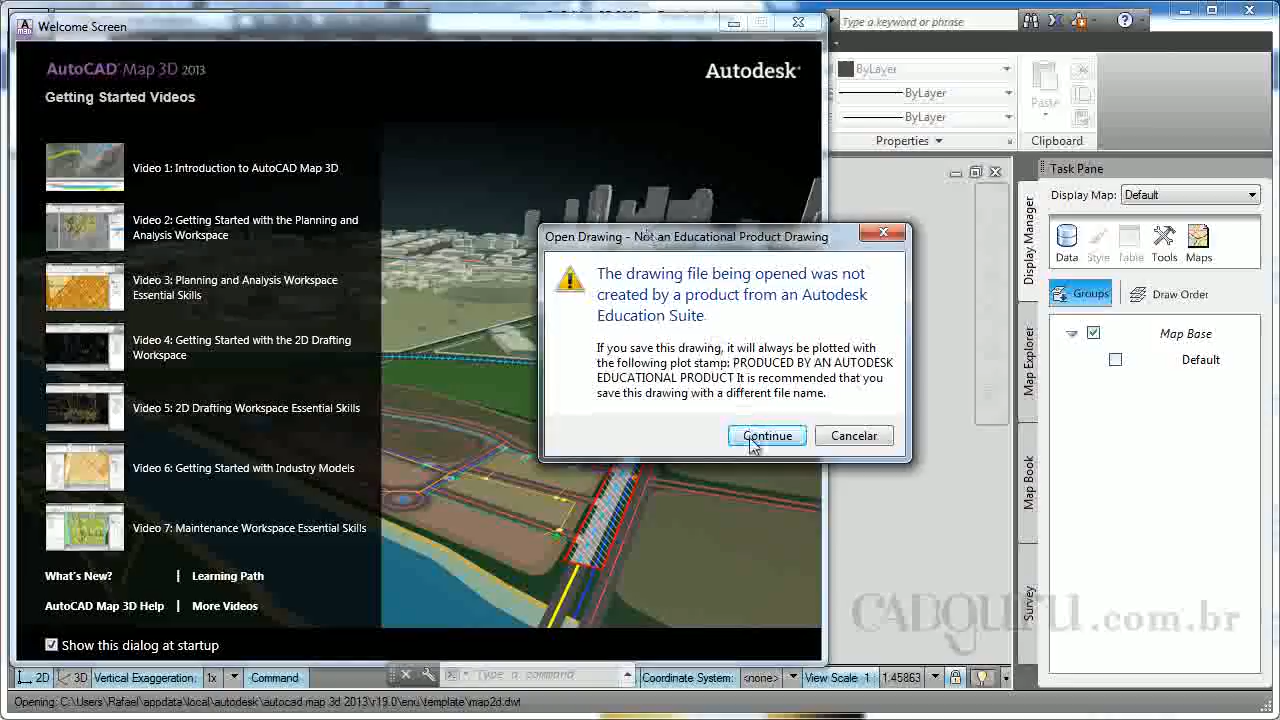 Welcome Screen
AutoCAD Map 3D 2013
Autodesk
Getting Started Videos
Video 1: Introduction to AutoCAD Map 3D
Video 2: Getting Started with the Planning and
Analysis Workspace
Video 3: Planning and Analysis Workspace
Essential Skills
Video 4: Getting Started with the 2D Drafting
Workspace
Video 5: 2D Drafting Workspace Essential Skills
Video 6: Getting Started with Industry Models
Video 7: Maintenance Workspace Essential Skills
What's New? | Learning Path
AutoCAD Map 3D Help | More Videos
Show this dialog at startup
Open Drawing - Not an Educational Product Drawing
The drawing file being opened was not
created by a product from an Autodesk
Education Suite.
If you save this drawing, it will always be plotted with
the following plot stamp: PRODUCED BY AN AUTODESK
EDUCATIONAL PRODUCT It is recommended that you
save this drawing with a different file name.
Continue
Cancelar
Type a keyword or phrase
ByLayer
ByLayer
ByLayer
Properties
Paste
Clipboard
Task Pane
Display Map: Default
Data Style Table Tools Maps
Groups Draw Order
Map Base
Default
Display Manager
Map Explorer
Map Book
Survey
CADguru.com.br
2D 3D Vertical Exaggeration: 1x Command
Type a command
Coordinate System: <none> View Scale 1: 1.45863
Opening: C:\Users\Rafael\appdata\local\autodesk\autocad map 3d 2013\r19.0\enu\template\map2d.dwt